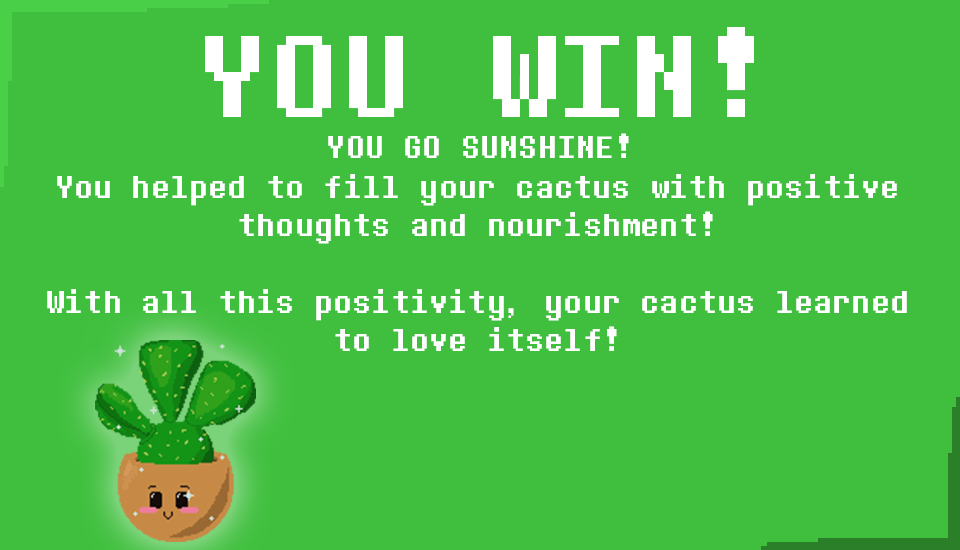 YOU WIN!
YOU GO SUNSHINE!
You helped to fill your cactus with positive
thoughts and nourishment!
With all this positivity, your cactus learned
to love itself!